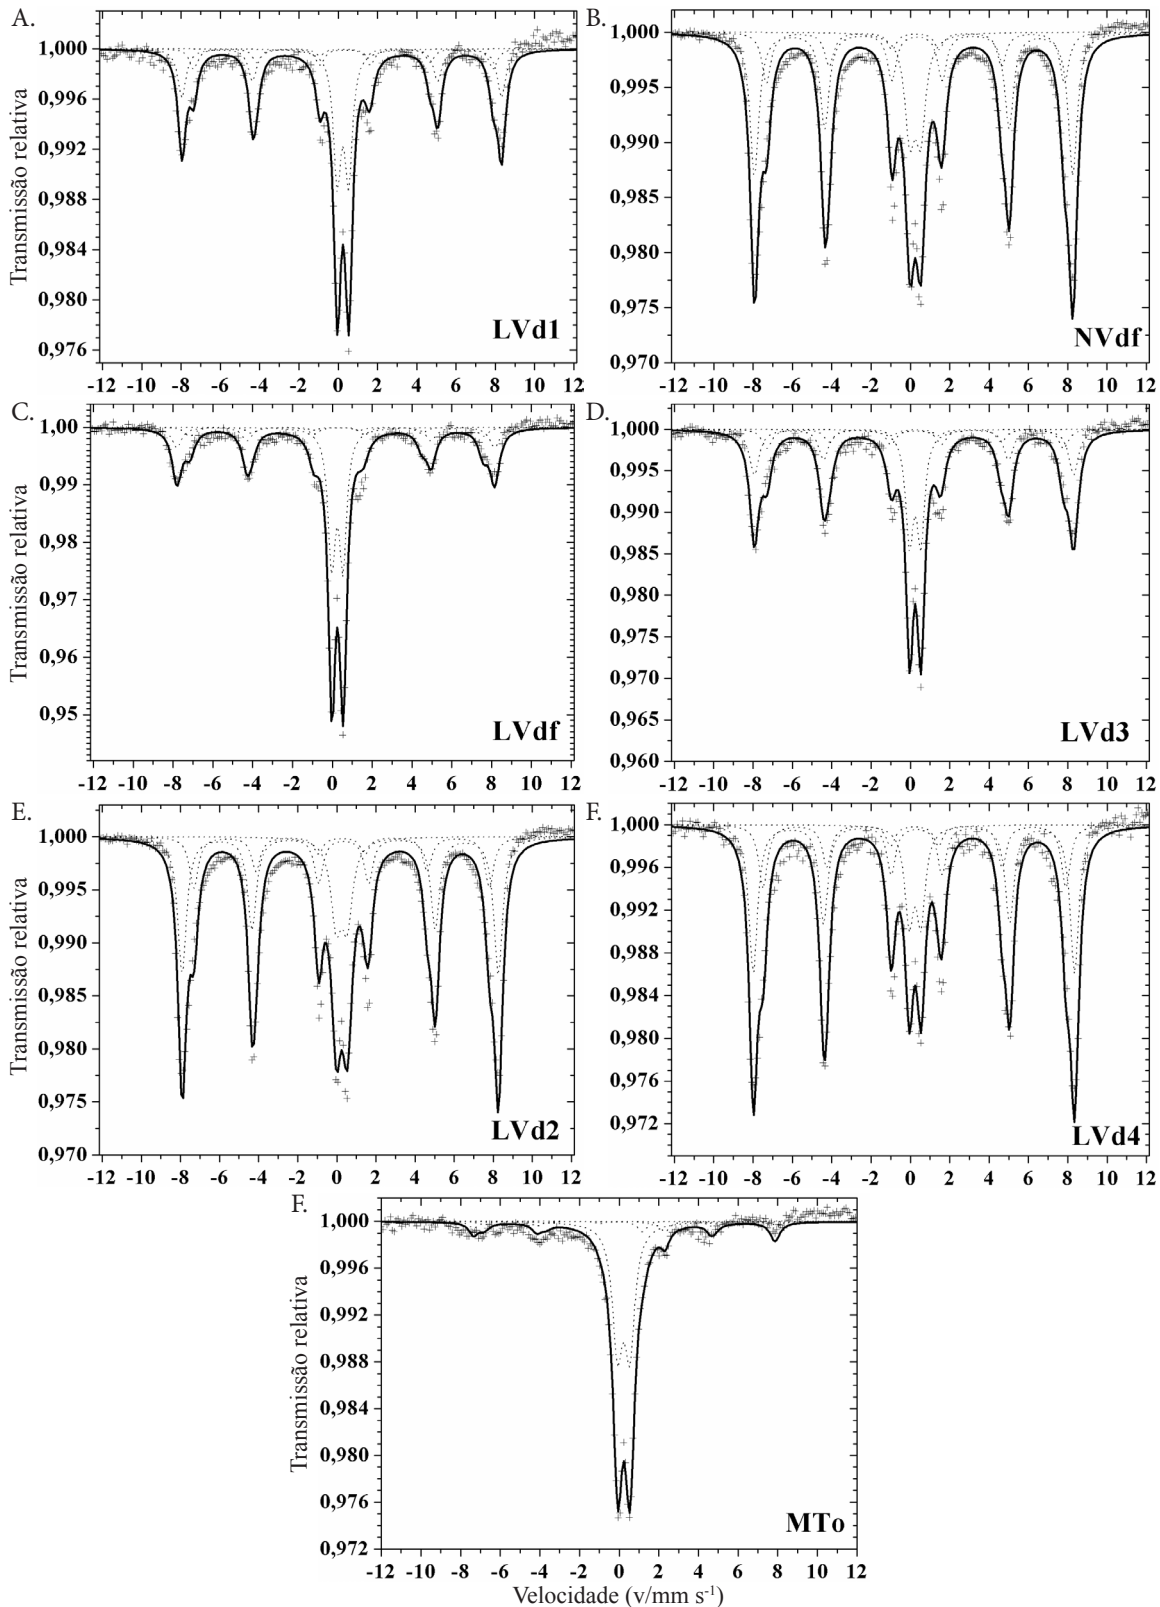 A.
1,000
0,996
0,992
0,988
0,984
0,980
0,976
Transmissão relativa
LVd1
-12 -10 -8 -6 -4 -2 0 2 4 6 8 10 12
B.
1,000
0,995
0,990
0,985
0,980
0,975
0,970
NVdf
-12 -10 -8 -6 -4 -2 0 2 4 6 8 10 12
C.
1,00
0,99
0,98
0,97
0,96
0,95
Transmissão relativa
LVdf
-12 -10 -8 -6 -4 -2 0 2 4 6 8 10 12
D.
1,000
0,995
0,990
0,985
0,980
0,975
0,970
0,965
0,960
LVd3
-12 -10 -8 -6 -4 -2 0 2 4 6 8 10 12
E.
1,000
0,995
0,990
0,985
0,980
0,975
0,970
Transmissão relativa
LVd2
-12 -10 -8 -6 -4 -2 0 2 4 6 8 10 12
F.
1,000
0,996
0,992
0,988
0,984
0,980
0,976
0,972
LVd4
-12 -10 -8 -6 -4 -2 0 2 4 6 8 10 12
F.
1,000
0,996
0,992
0,988
0,984
0,980
0,976
0,972
Transmissão relativa
MTo
-12 -10 -8 -6 -4 -2 0 2 4 6 8 10 12
Velocidade (v/mm s⁻¹)